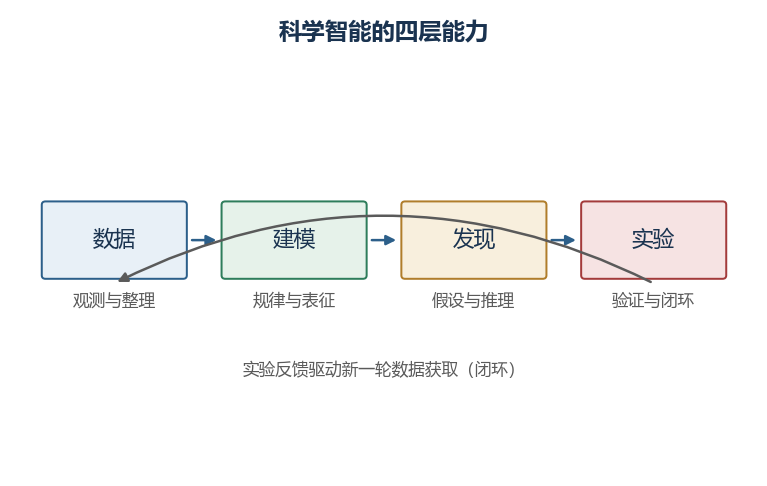 科学智能的四层能力
数据
建模
发现
实验
观测与整理
规律与表征
假设与推理
验证与闭环
实验反馈驱动新一轮数据获取（闭环）